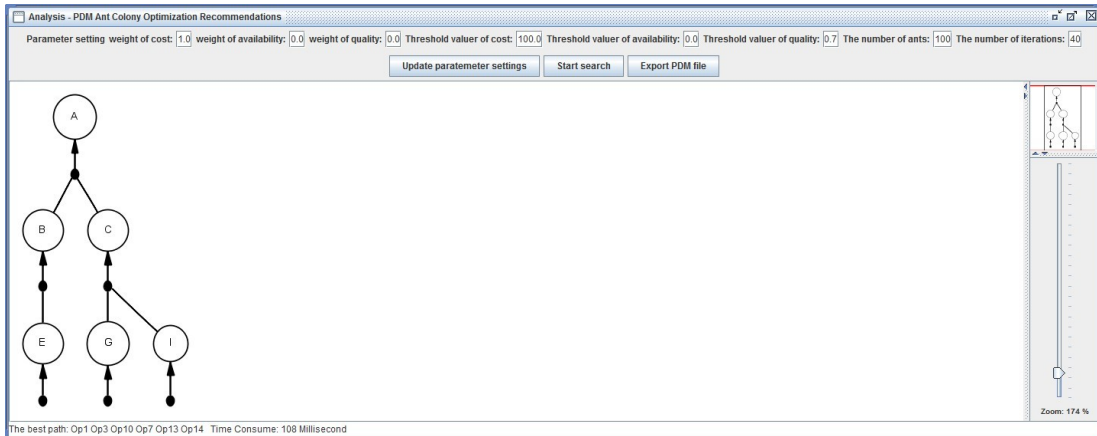 Analysis - PDM Ant Colony Optimization Recommendations
Parameter setting weight of cost: 1.0 weight of availability: 0.0 weight of quality: 0.0 Threshold valuer of cost: 100.0 Threshold valuer of availability: 0.0 Threshold valuer of quality: 0.7 The number of ants: 100 The number of iterations: 40
Update paratemeter settings Start search Export PDM file
A
B C
E G I
Zoom: 174 %
The best path: Op1 Op3 Op10 Op7 Op13 Op14 Time Consume: 108 Millisecond